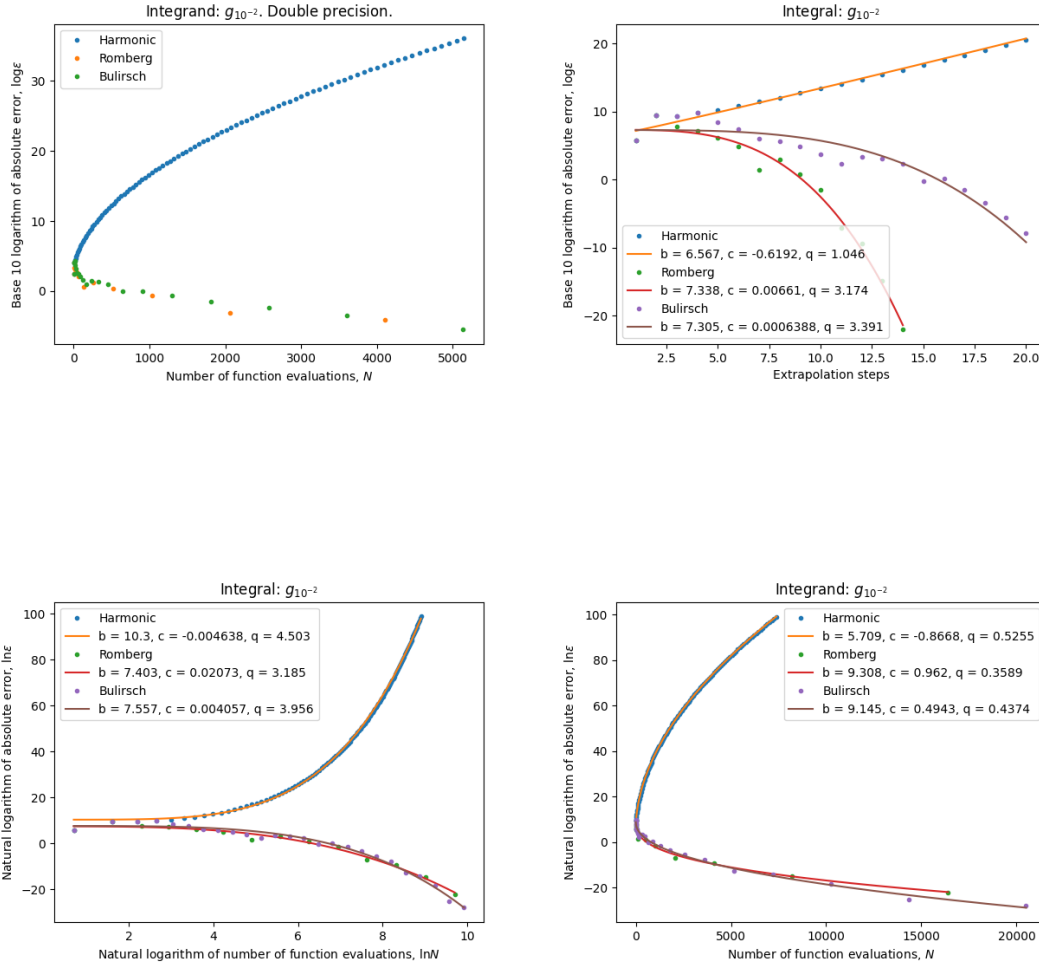 Integrand: g_{10^{-2}}. Double precision.
Base 10 logarithm of absolute error, logε
30
20
10
0
Harmonic
Romberg
Bulirsch
0 1000 2000 3000 4000 5000
Number of function evaluations, N
Integral: g_{10^{-2}}
Base 10 logarithm of absolute error, logε
20
10
0
−10
−20
Harmonic
b = 6.567, c = -0.6192, q = 1.046
Romberg
b = 7.338, c = 0.00661, q = 3.174
Bulirsch
b = 7.305, c = 0.0006388, q = 3.391
2.5 5.0 7.5 10.0 12.5 15.0 17.5 20.0
Extrapolation steps
Integral: g_{10^{-2}}
Natural logarithm of absolute error, lnε
100
80
60
40
20
0
−20
Harmonic
b = 10.3, c = -0.004638, q = 4.503
Romberg
b = 7.403, c = 0.02073, q = 3.185
Bulirsch
b = 7.557, c = 0.004057, q = 3.956
2 4 6 8 10
Natural logarithm of number of function evaluations, lnN
Integrand: g_{10^{-2}}
Natural logarithm of absolute error, lnε
100
80
60
40
20
0
−20
Harmonic
b = 5.709, c = -0.8668, q = 0.5255
Romberg
b = 9.308, c = 0.962, q = 0.3589
Bulirsch
b = 9.145, c = 0.4943, q = 0.4374
0 5000 10000 15000 20000
Number of function evaluations, N